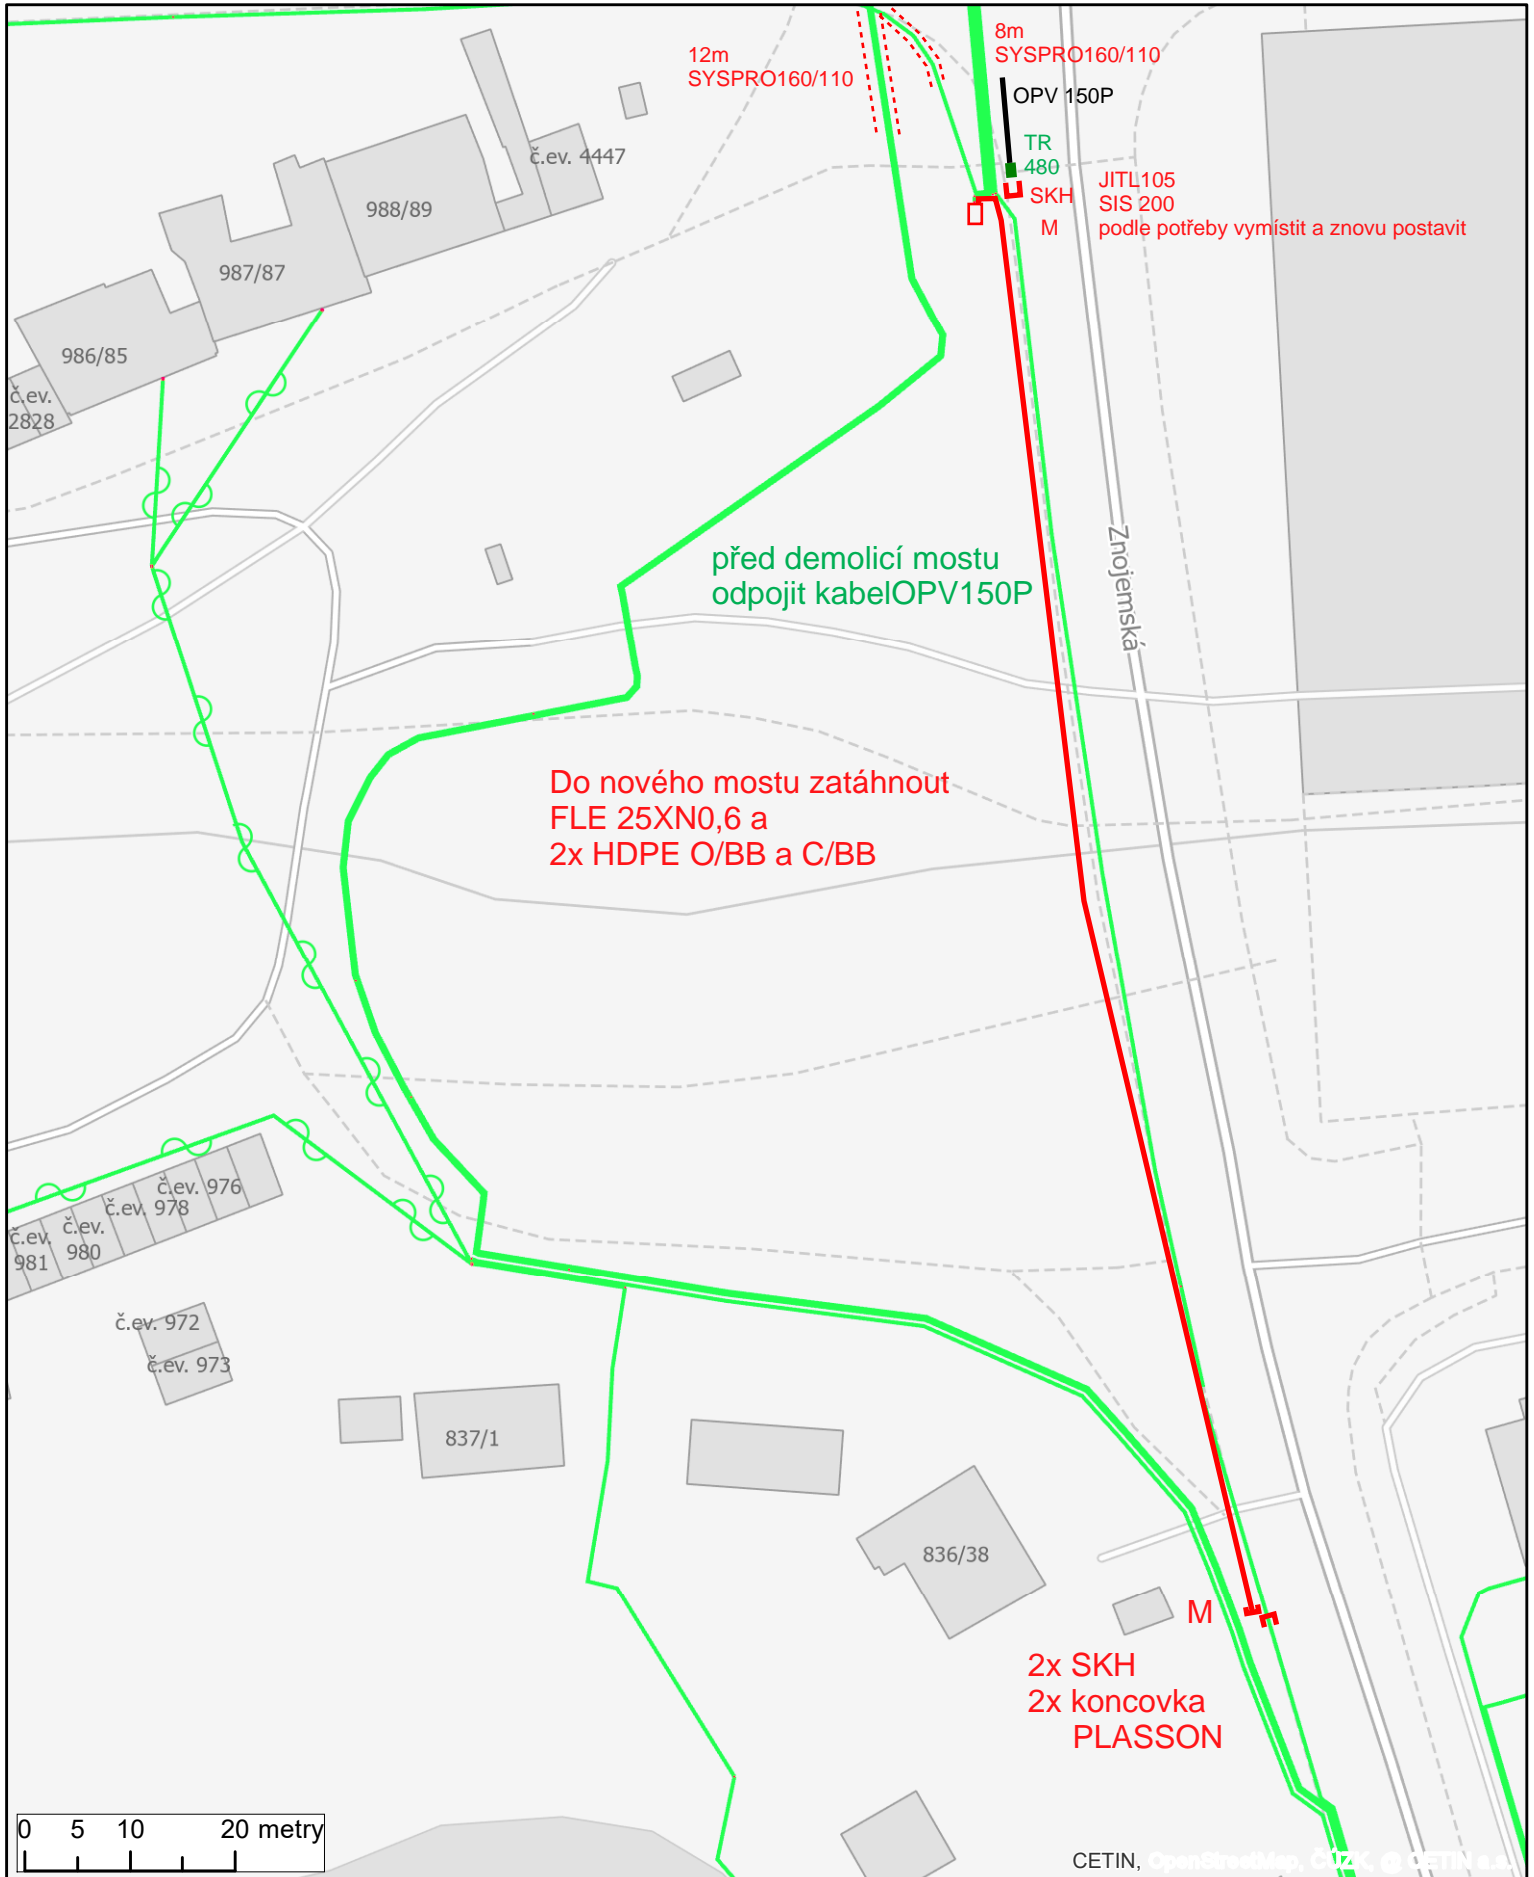 12m
SYSPRO160/110
8m
SYSPRO160/110
OPV 150P
TR
480
SKH
M
JITL105
SIS 200
podle potřeby vymístit a znovu postavit
č.ev. 4447
988/89
987/87
986/85
č.ev.
2828
Znojemská
před demolicí mostu
odpojit kabelOPV150P
Do nového mostu zatáhnout
FLE 25XN0,6 a
2x HDPE O/BB a C/BB
č.ev. 976
č.ev. 978
č.ev.
980
č.ev.
981
č.ev. 972
č.ev. 973
837/1
836/38
M
2x SKH
2x koncovka
PLASSON
0 5 10 20 metry
CETIN, OpenStreetMap, ČÚZK, @ CETIN a.s.